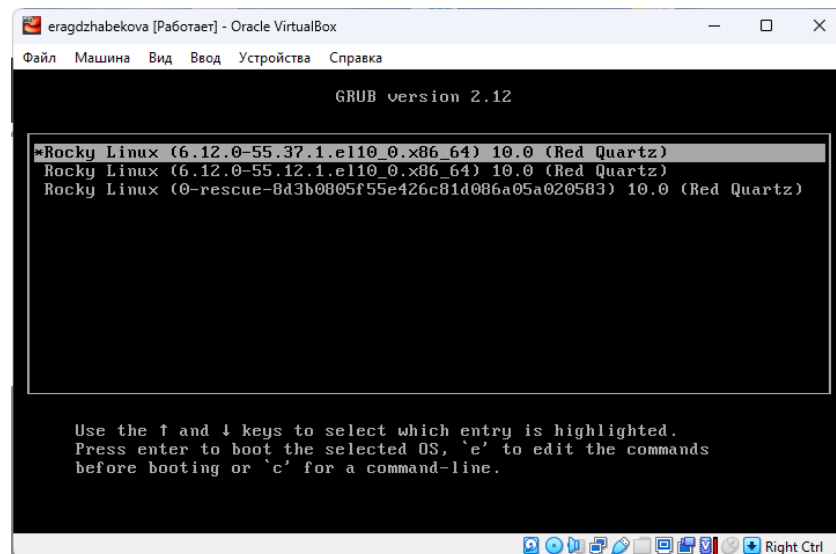 eragdzhabekova [Работает] - Oracle VirtualBox
Файл Машина Вид Ввод Устройства Справка
GRUB version 2.12
*Rocky Linux (6.12.0-55.37.1.el10_0.x86_64) 10.0 (Red Quartz)
Rocky Linux (6.12.0-55.12.1.el10_0.x86_64) 10.0 (Red Quartz)
Rocky Linux (0-rescue-8d3b0805f55e426c81d086a05a020583) 10.0 (Red Quartz)
Use the ↑ and ↓ keys to select which entry is highlighted.
Press enter to boot the selected OS, `e' to edit the commands
before booting or `c' for a command-line.
Right Ctrl